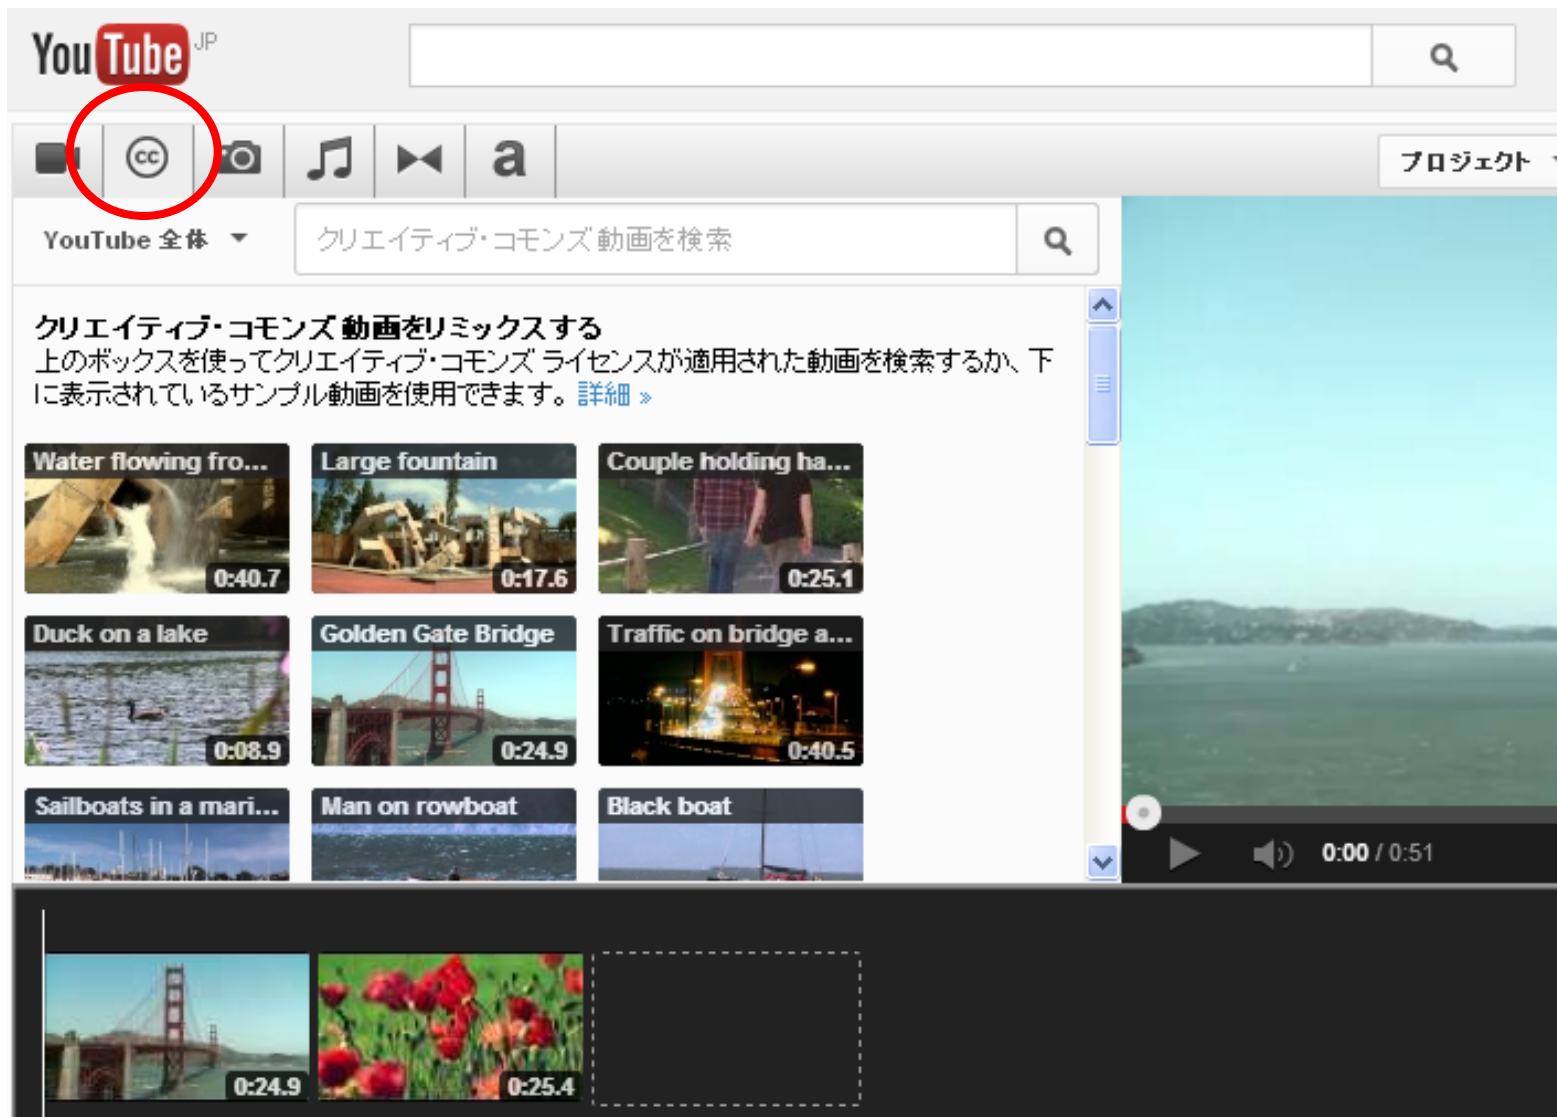 YouTube JP
cc
a
プロジェクト
YouTube 全体
クリエイティブ・コモンズ 動画を検索
クリエイティブ・コモンズ 動画をリミックスする
上のボックスを使ってクリエイティブ・コモンズ ライセンスが適用された動画を検索するか、下
に表示されているサンプル動画を使用できます。詳細 »
Water flowing fro...
Large fountain
Couple holding ha...
0:40.7
0:17.6
0:25.1
Duck on a lake
Golden Gate Bridge
Traffic on bridge a...
0:08.9
0:24.9
0:40.5
Sailboats in a mari...
Man on rowboat
Black boat
0:00 / 0:51
0:24.9
0:25.4